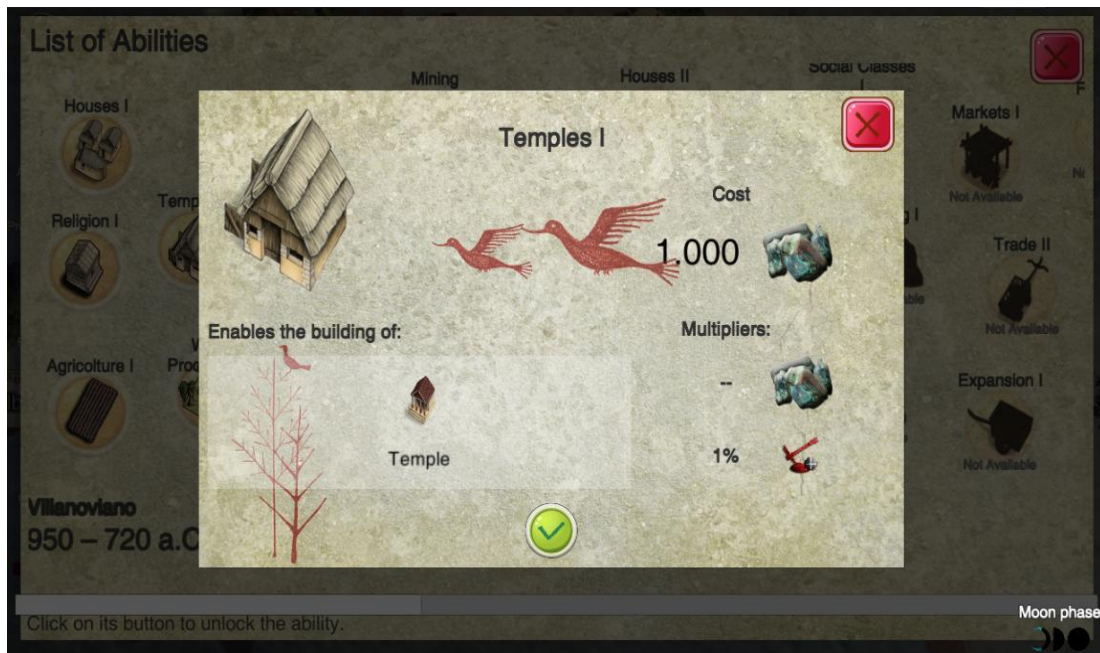 List of Abilities
Mining
Houses II
Social Classes
I
Houses I
Markets I
Not Available
Temples I
Cost
1.000
Religion I
Trade II
Not Available
Enables the building of:
Multipliers:
Agricolture I
Expansion I
--
Not Available
1%
Temple
Villanoviano
950 – 720 a.C
Click on its button to unlock the ability.
Moon phase